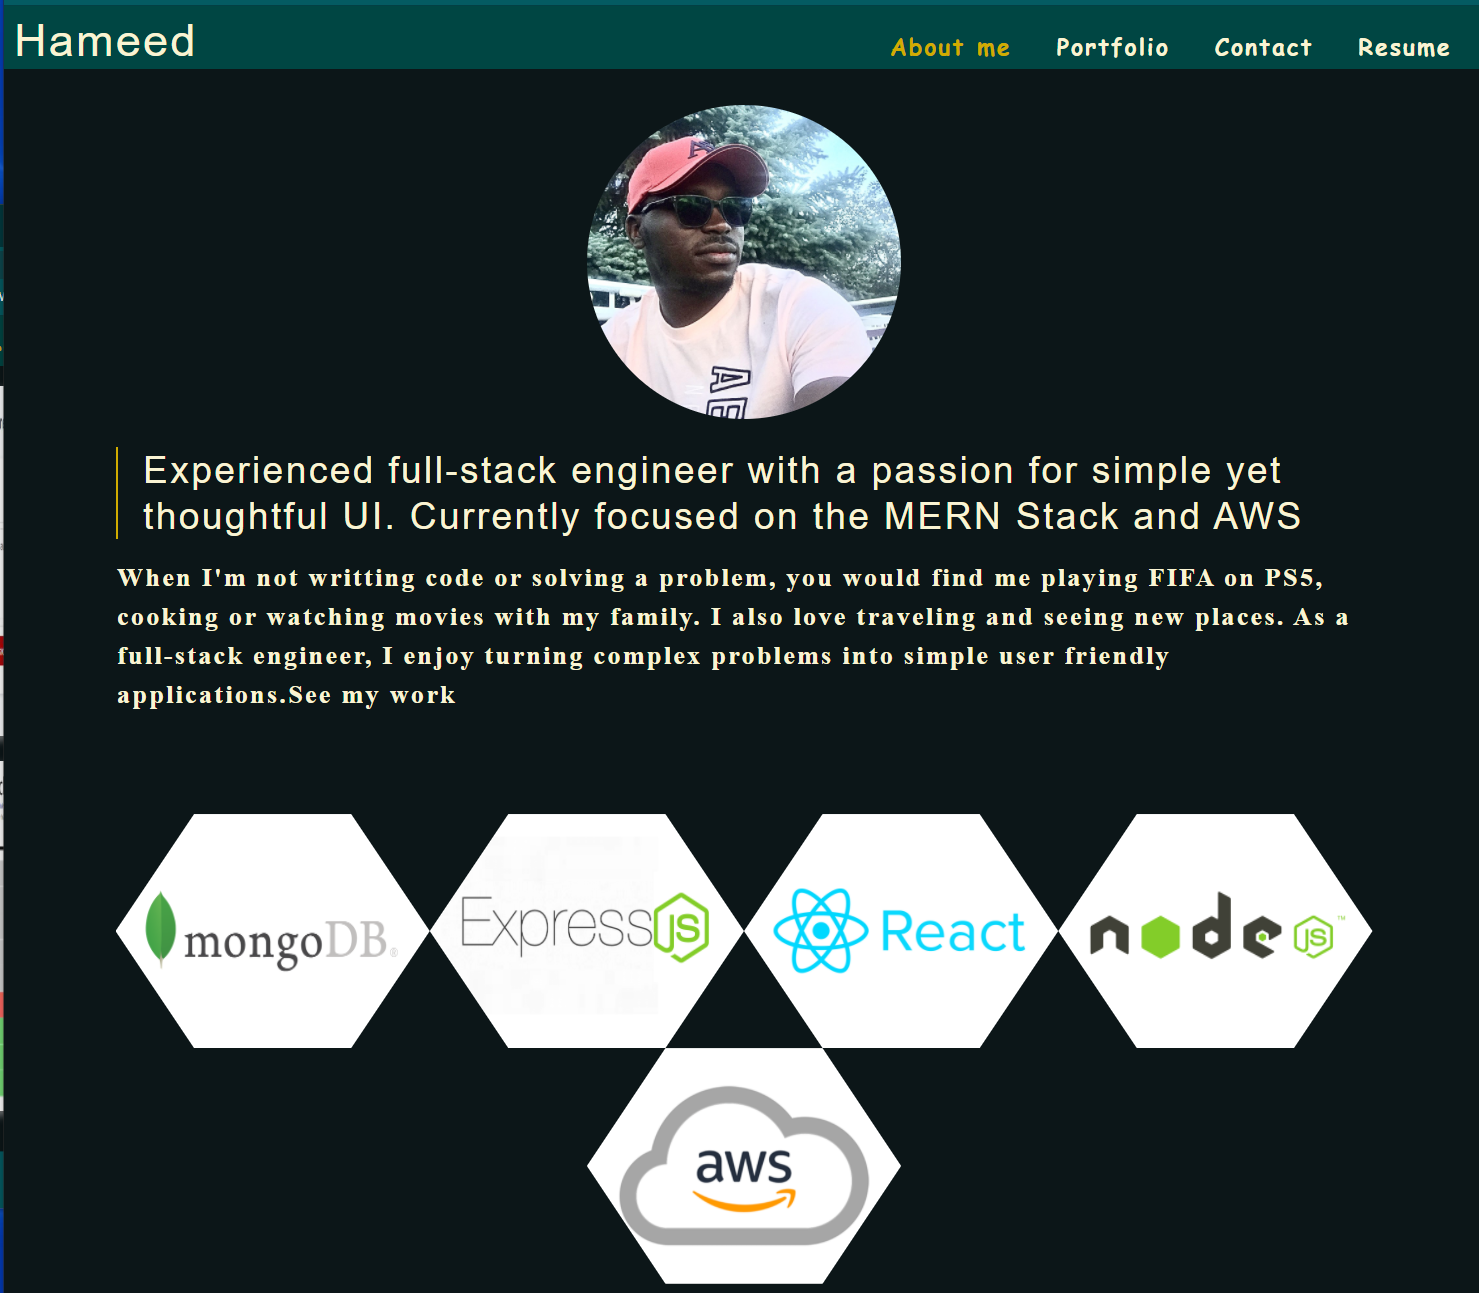 Hameed
About me Portfolio Contact Resume
Experienced full-stack engineer with a passion for simple yet
thoughtful UI. Currently focused on the MERN Stack and AWS
When I'm not writting code or solving a problem, you would find me playing FIFA on PS5,
cooking or watching movies with my family. I also love traveling and seeing new places. As a
full-stack engineer, I enjoy turning complex problems into simple user friendly
applications.See my work
mongoDB®
Express JS
React
node JS™
aws